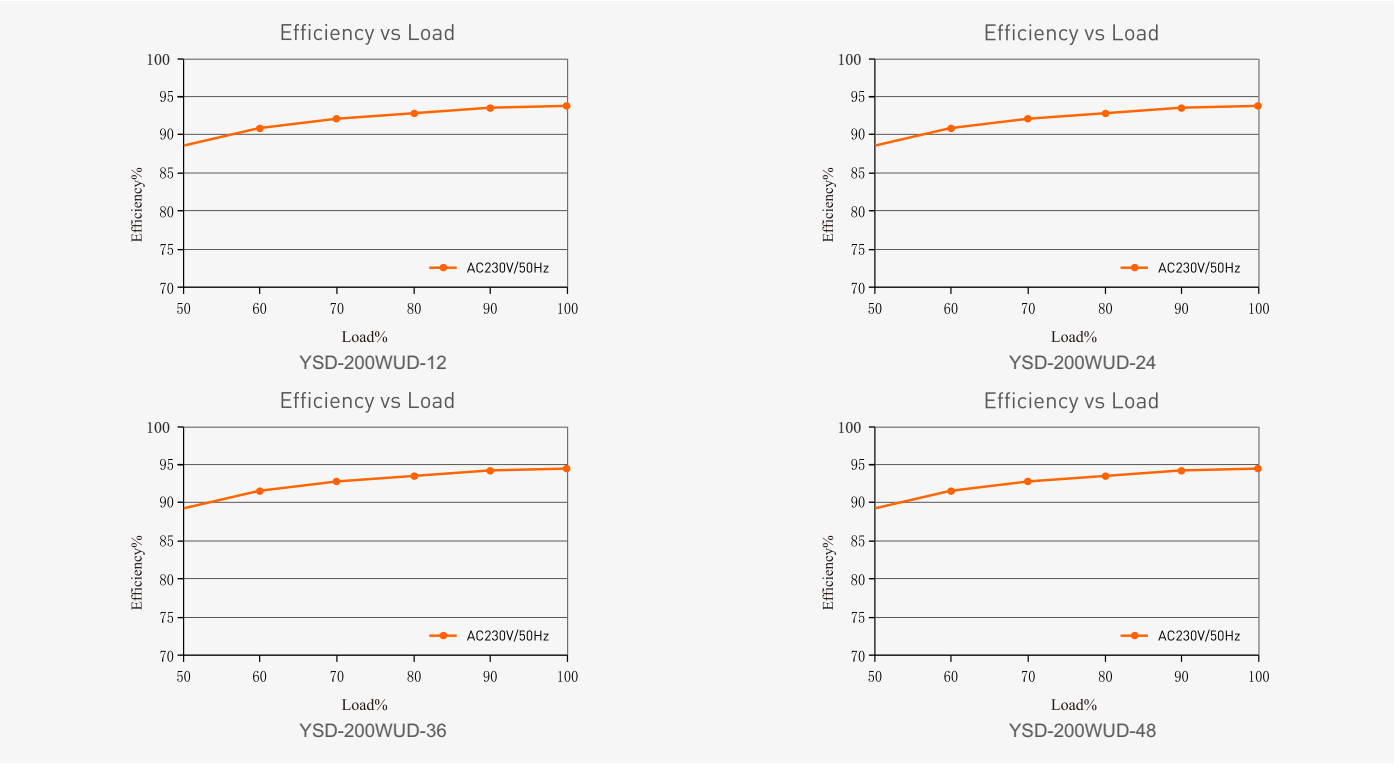 Efficiency vs Load
100
95
90
85
80
75
70
Efficiency%
AC230V/50Hz
50 60 70 80 90 100
Load%
YSD-200WUD-12
Efficiency vs Load
100
95
90
85
80
75
70
Efficiency%
AC230V/50Hz
50 60 70 80 90 100
Load%
YSD-200WUD-24
Efficiency vs Load
100
95
90
85
80
75
70
Efficiency%
AC230V/50Hz
50 60 70 80 90 100
Load%
YSD-200WUD-36
Efficiency vs Load
100
95
90
85
80
75
70
Efficiency%
AC230V/50Hz
50 60 70 80 90 100
Load%
YSD-200WUD-48